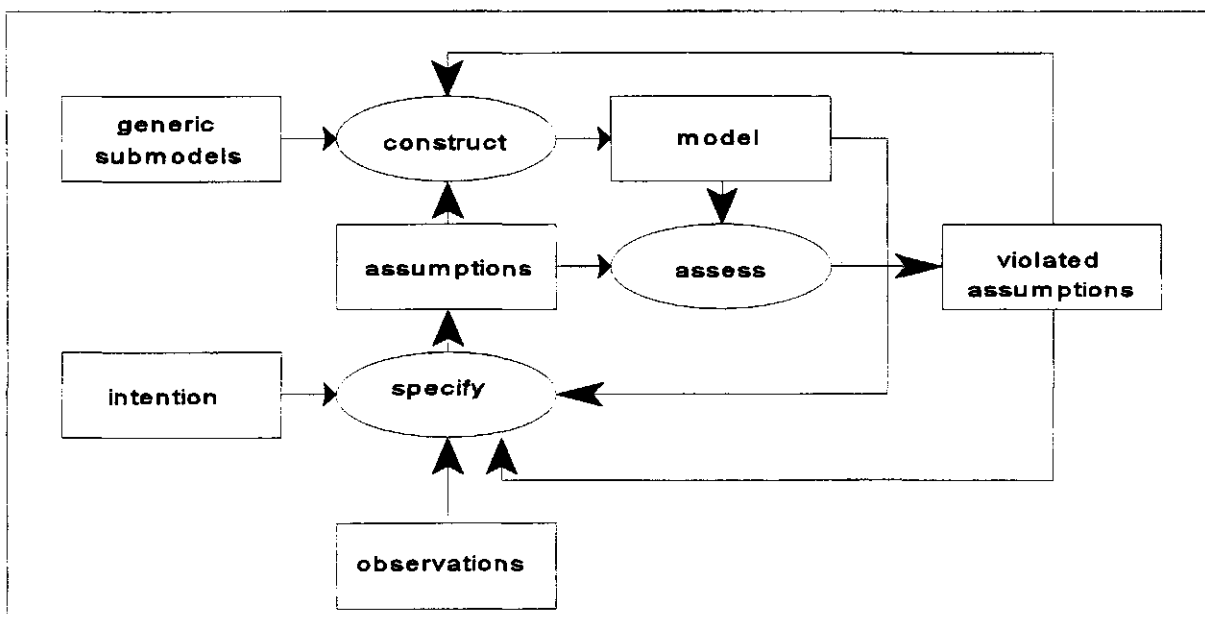 generic
submodels
construct
model
assumptions
assess
violated
assumptions
intention
specify
observations